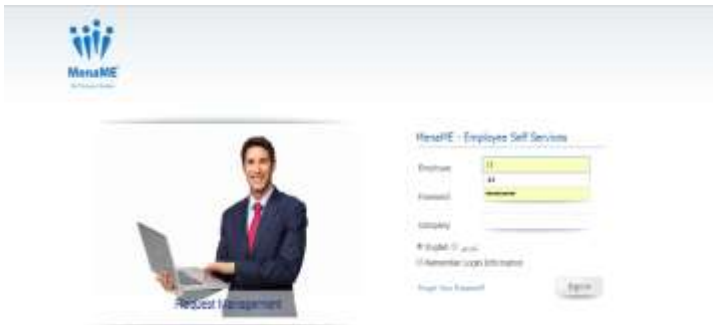 MenaME
MenaME - Employee Self Services
Employee
Password
Company
English عربي
Remember Login Information
Forgot Your Password?
Sign In
Request Management